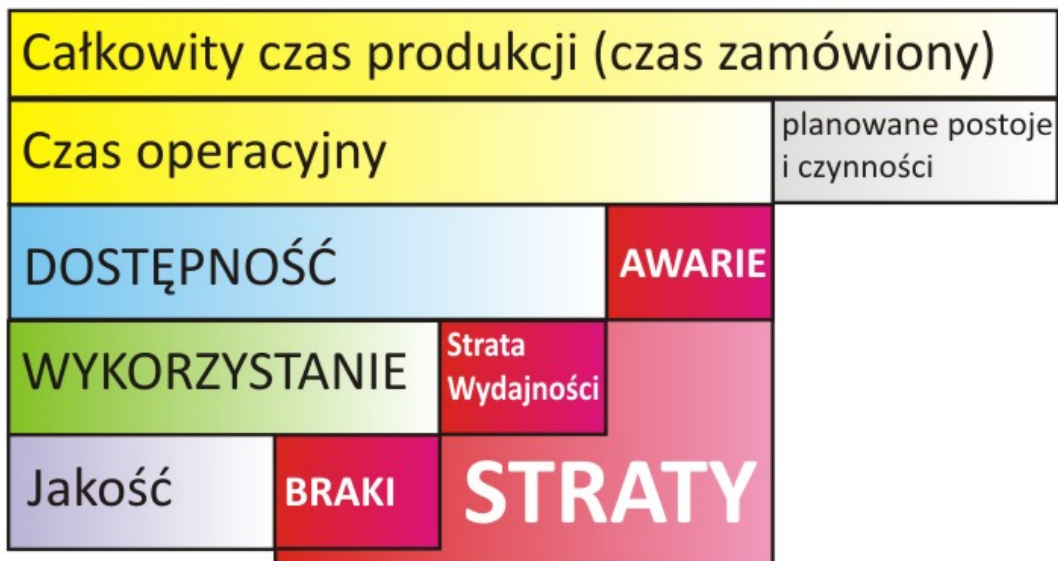 Całkowity czas produkcji (czas zamówiony)
Czas operacyjny
planowane postoje
i czynności
DOSTĘPNOŚĆ
AWARIE
WYKORZYSTANIE
Strata
Wydajności
Jakość
BRAKI
STRATY